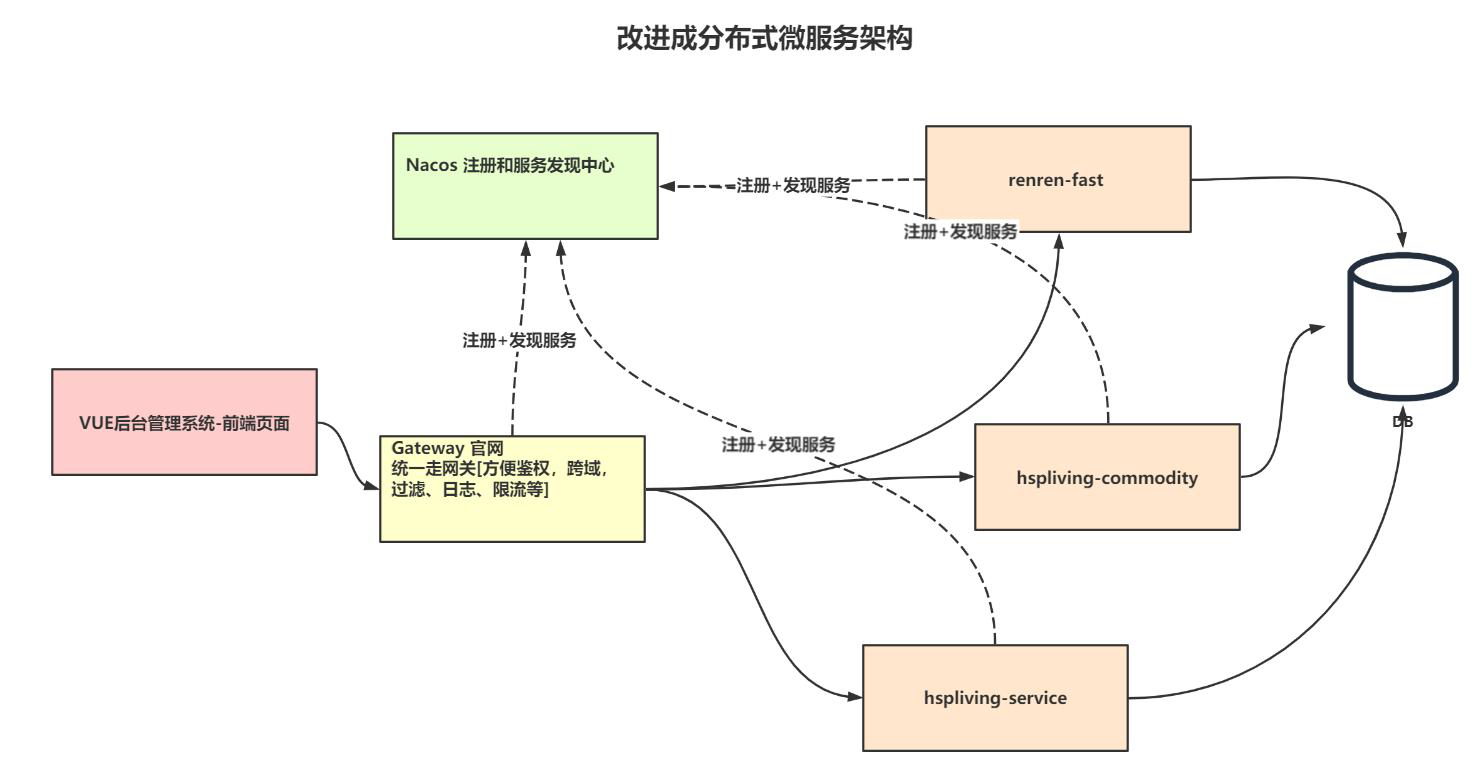 改进成分布式微服务架构
Nacos 注册和服务发现中心
renren-fast
注册+发现服务
注册+发现服务
注册+发现服务
VUE后台管理系统-前端页面
DB
Gateway 官网
统一走网关[方便鉴权，跨域，
过滤、日志、限流等]
注册+发现服务
hspliving-commodity
hspliving-service